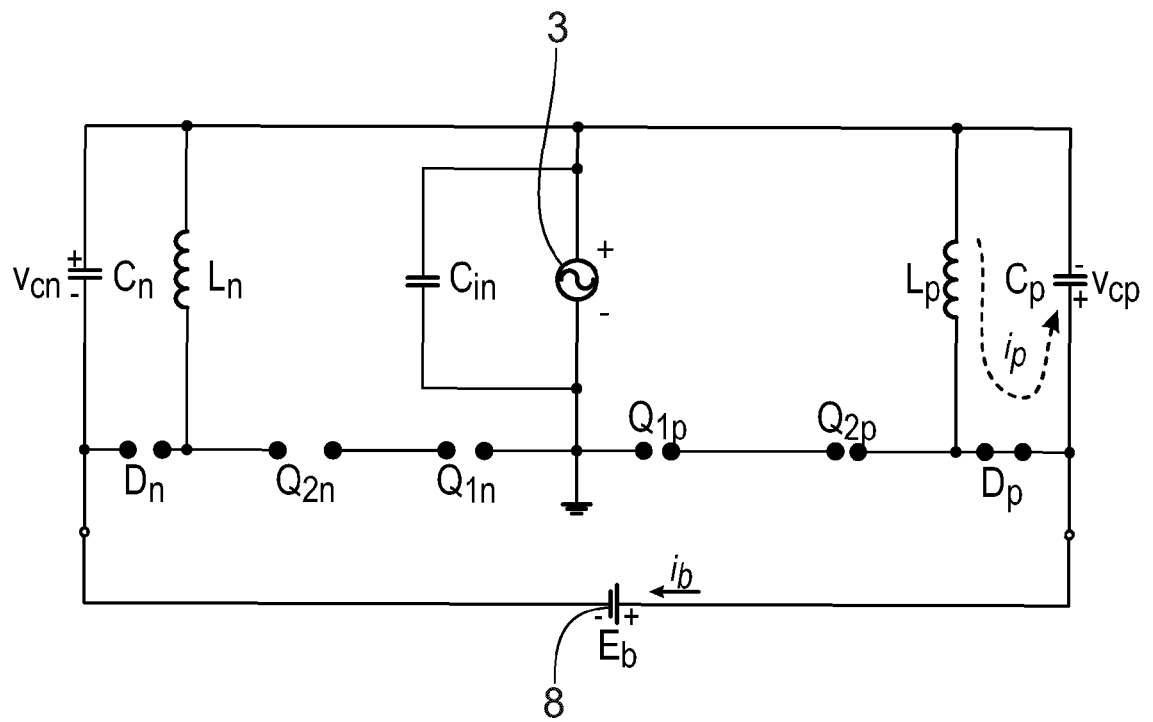 3
+
+
-
vcn
Cn
Ln
Cin
Lp
Cp
vcp
-
-
+
ip
Q1p
Q2p
Dn
Q2n
Q1n
Dp
ib
-
+
Eb
8